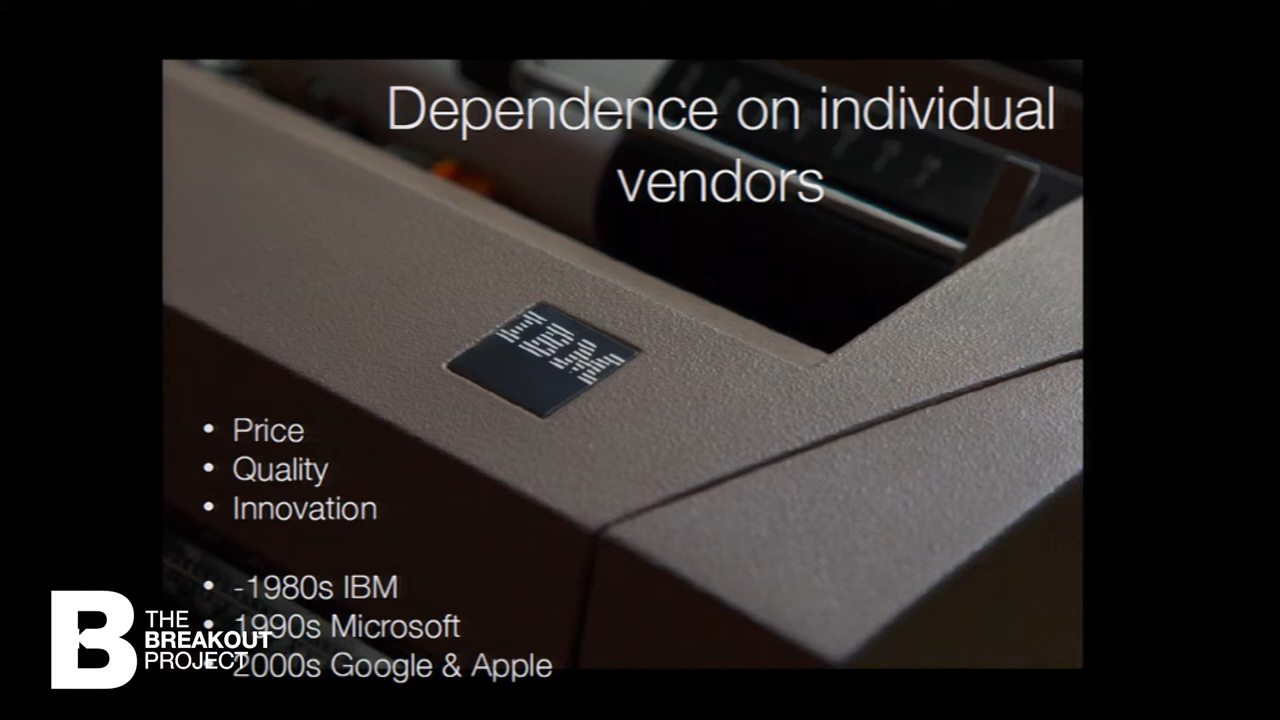 Dependence on individual
vendors
IBM
• Price
• Quality
• Innovation
• -1980s IBM
• 1990s Microsoft
• 2000s Google & Apple
B THE
BREAKOUT
PROJECT